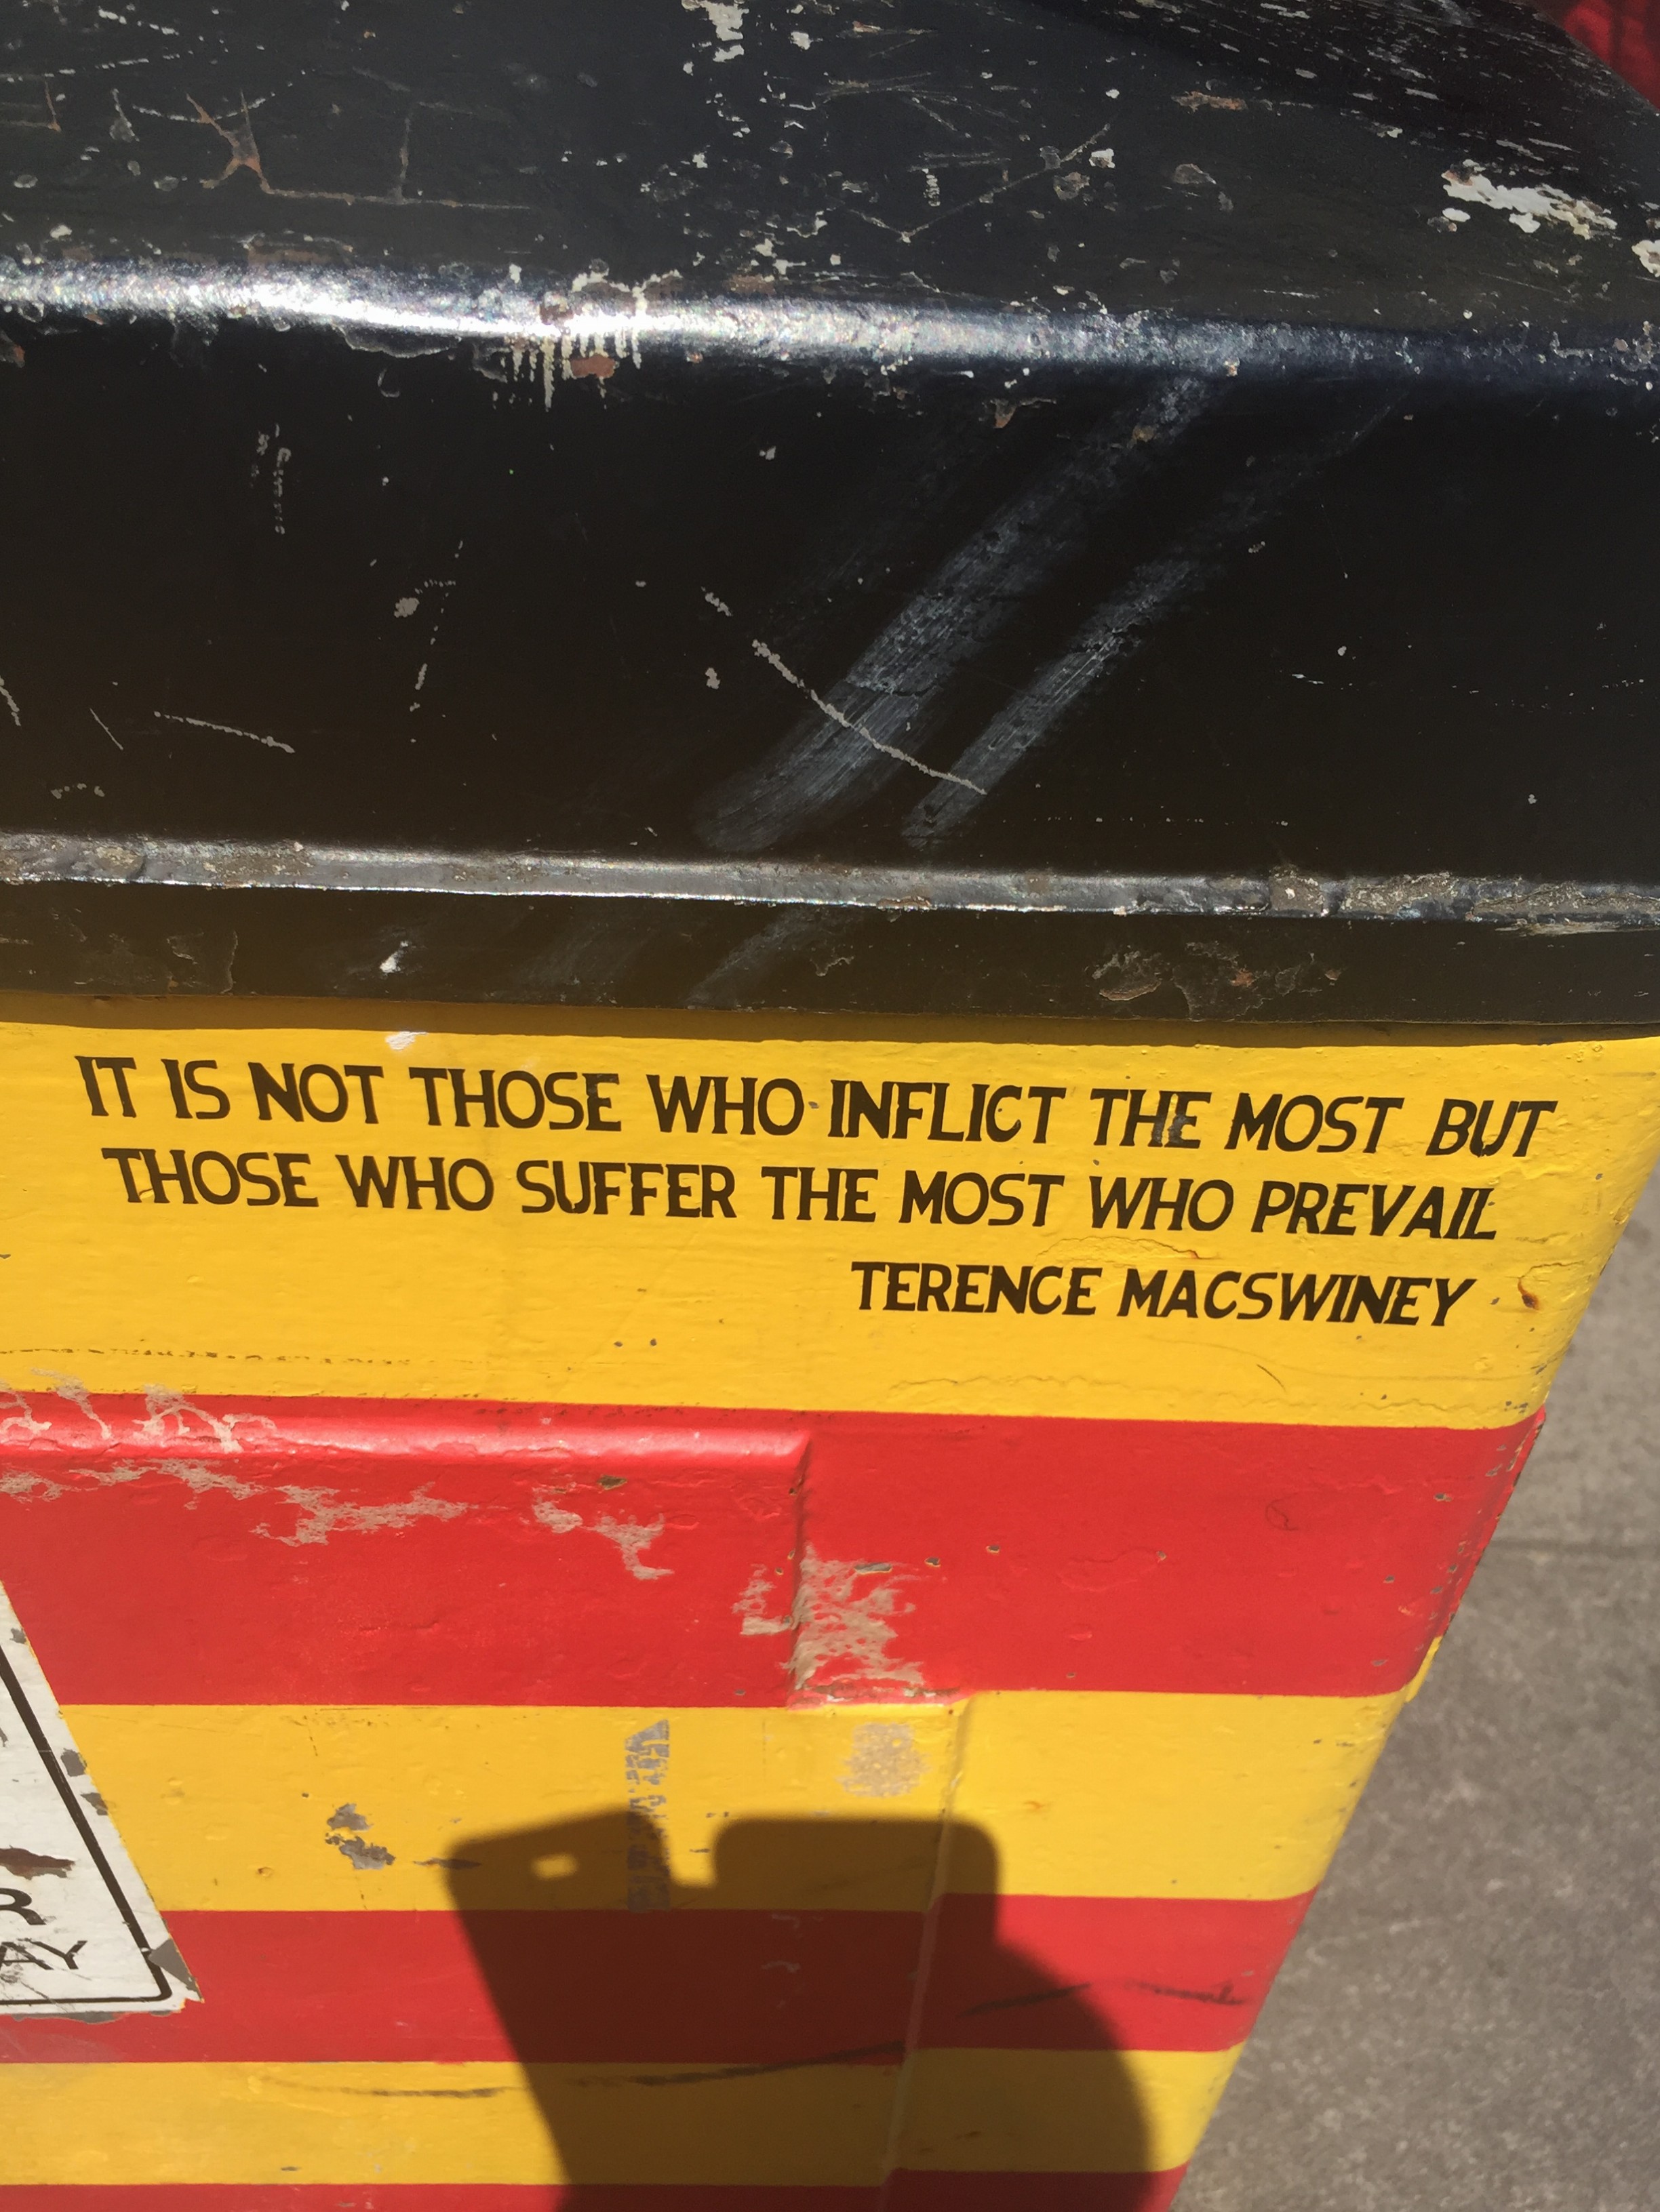 IT IS NOT THOSE WHO INFLICT THE MOST BUT
THOSE WHO SUFFER THE MOST WHO PREVAIL
TERENCE MACSWINEY